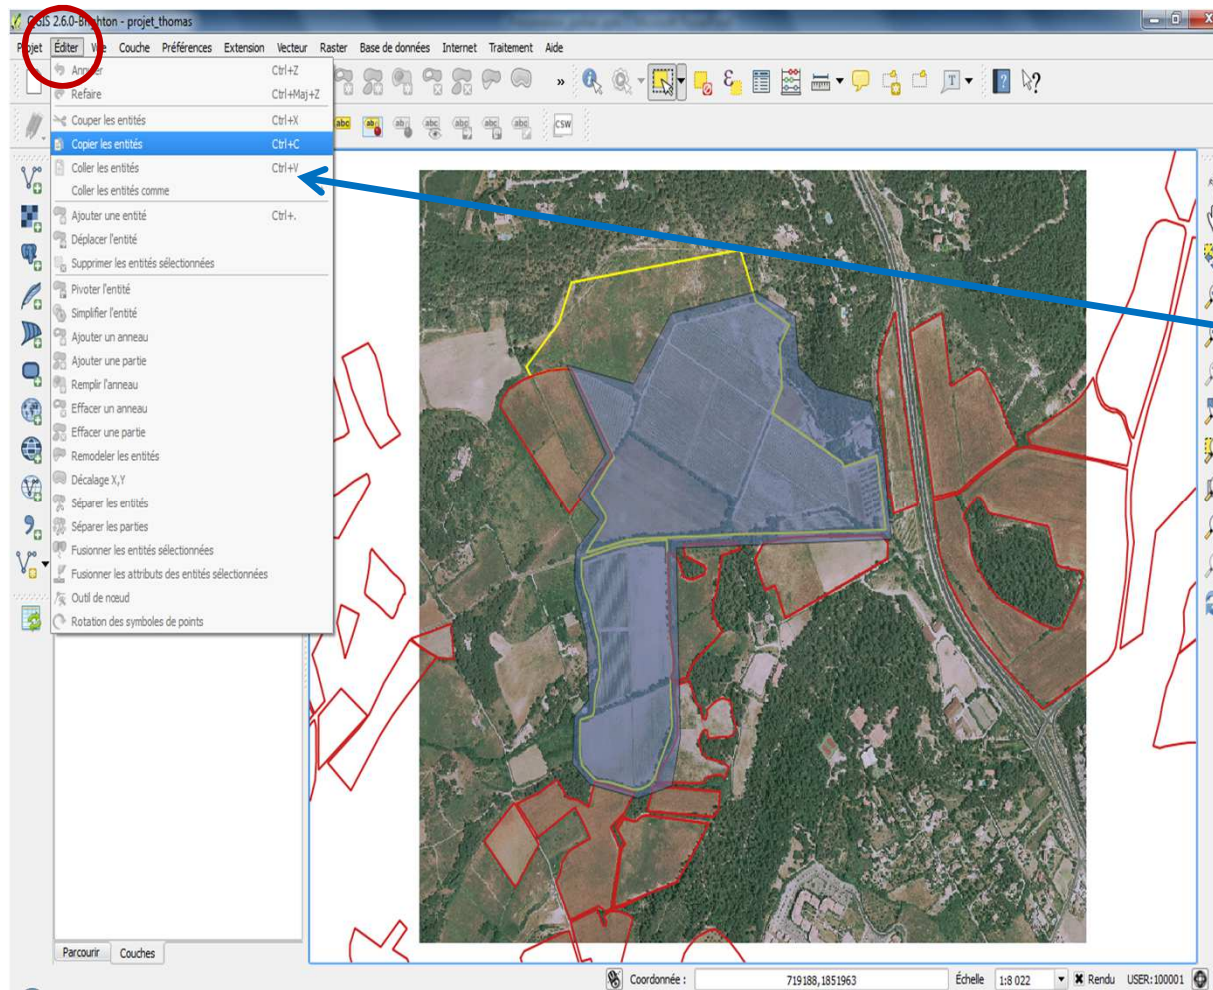 QGIS 2.6.0-Brighton - projet_thomas
Projet Éditer Vue Couche Préférences Extension Vecteur Raster Base de données Internet Traitement Aide
Annuler Ctrl+Z
Refaire Ctrl+Maj+Z
Couper les entités Ctrl+X
Copier les entités Ctrl+C
Coller les entités Ctrl+V
Coller les entités comme
Ajouter une entité Ctrl+.
Déplacer l'entité
Supprimer les entités sélectionnées
Pivoter l'entité
Simplifier l'entité
Ajouter un anneau
Ajouter une partie
Remplir l'anneau
Effacer un anneau
Effacer une partie
Remodeler les entités
Décalage X,Y
Séparer les entités
Séparer les parties
Fusionner les entités sélectionnées
Fusionner les attributs des entités sélectionnées
Outil de nœud
Rotation des symboles de points
abc ab abc abc abc abc CSW
Parcourir Couches
Coordonnée : 719188,1851963 Échelle 1:8 022 Rendu USER:100001